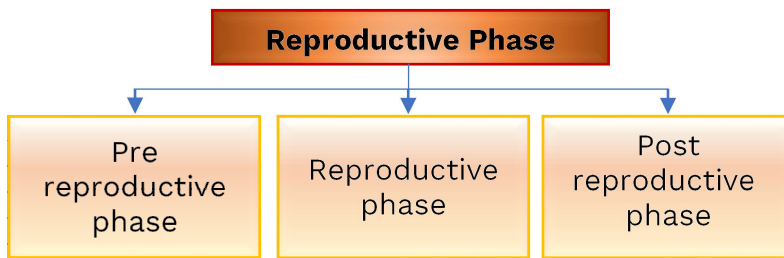 Reproductive Phase
Pre
reproductive
phase
Reproductive
phase
Post
reproductive
phase